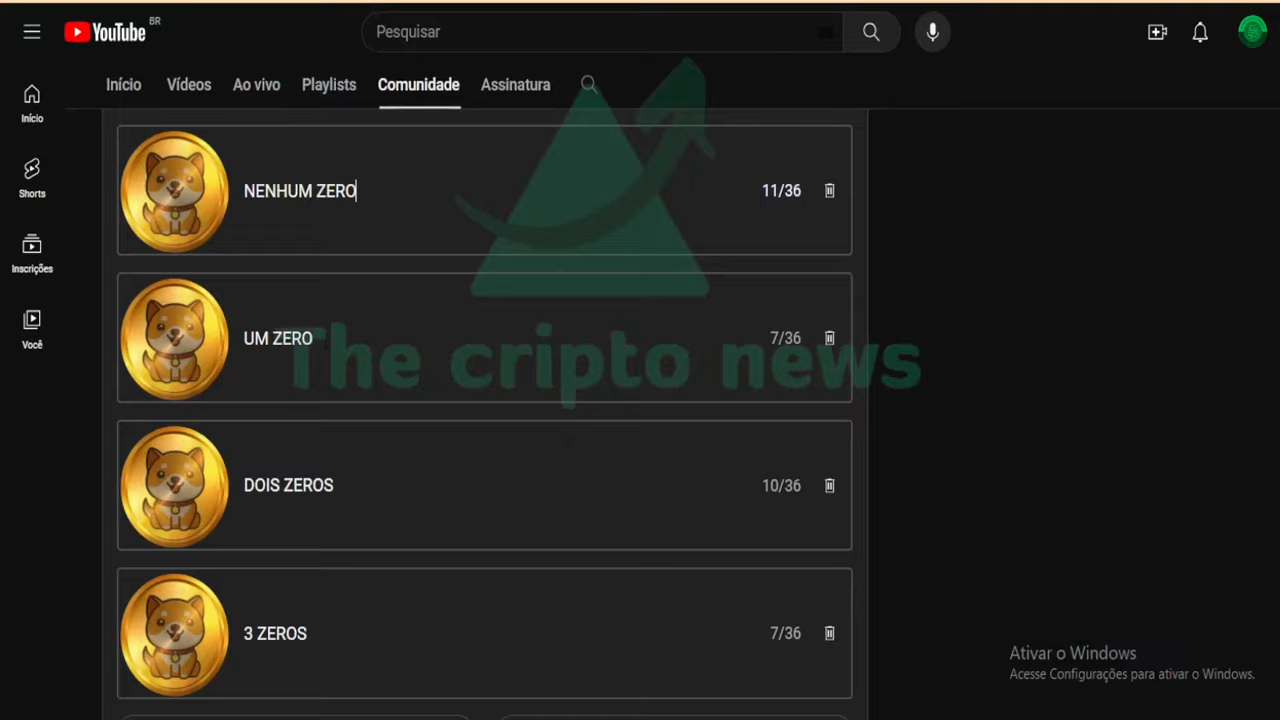 YouTube BR
Pesquisar
Início Vídeos Ao vivo Playlists Comunidade Assinatura
Início
Shorts
Inscrições
Você
NENHUM ZERO 11/36
UM ZERO 7/36
The cripto news
DOIS ZEROS 10/36
3 ZEROS 7/36
Ativar o Windows
Acesse Configurações para ativar o Windows.